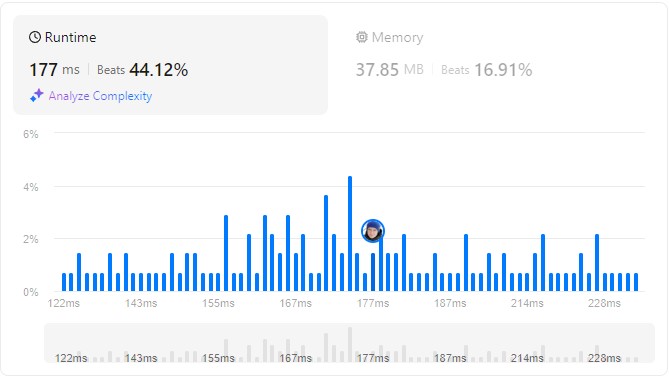 Runtime
177 ms | Beats 44.12%
Analyze Complexity
Memory
37.85 MB | Beats 16.91%
6%
4%
2%
0%
122ms 143ms 155ms 167ms 177ms 187ms 214ms 228ms
122ms 143ms 155ms 167ms 177ms 187ms 214ms 228ms